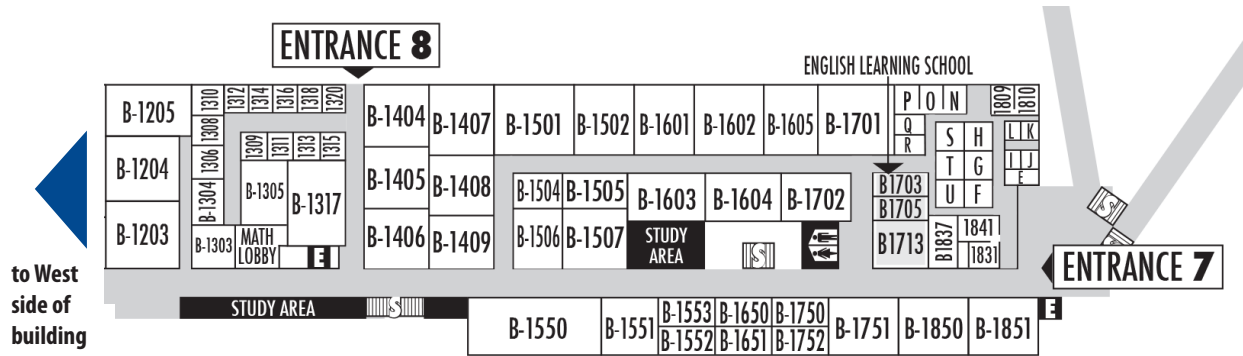 ENTRANCE 8
ENGLISH LEARNING SCHOOL
B-1205
1310
1312
1314
1316
1318
1320
B-1404
B-1407
B-1501
B-1502
B-1601
B-1602
B-1605
B-1701
P
O
N
1809
1810
1308
Q
R
S
H
L
K
1309
1311
1313
1315
B-1204
1306
B-1305
B-1317
B-1405
B-1408
B-1504
B-1505
B-1603
B-1604
B-1702
B1703
T
G
I
J
E
B-1304
B1705
U
F
S
B-1203
B-1303
MATH
LOBBY
E
B-1406
B-1409
B-1506
B-1507
STUDY
AREA
S
B1713
B1837
1841
1831
S
ENTRANCE 7
to West
side of
building
STUDY AREA
S
B-1550
B-1551
B-1553
B-1650
B-1750
B-1552
B-1651
B-1752
B-1751
B-1850
B-1851
E